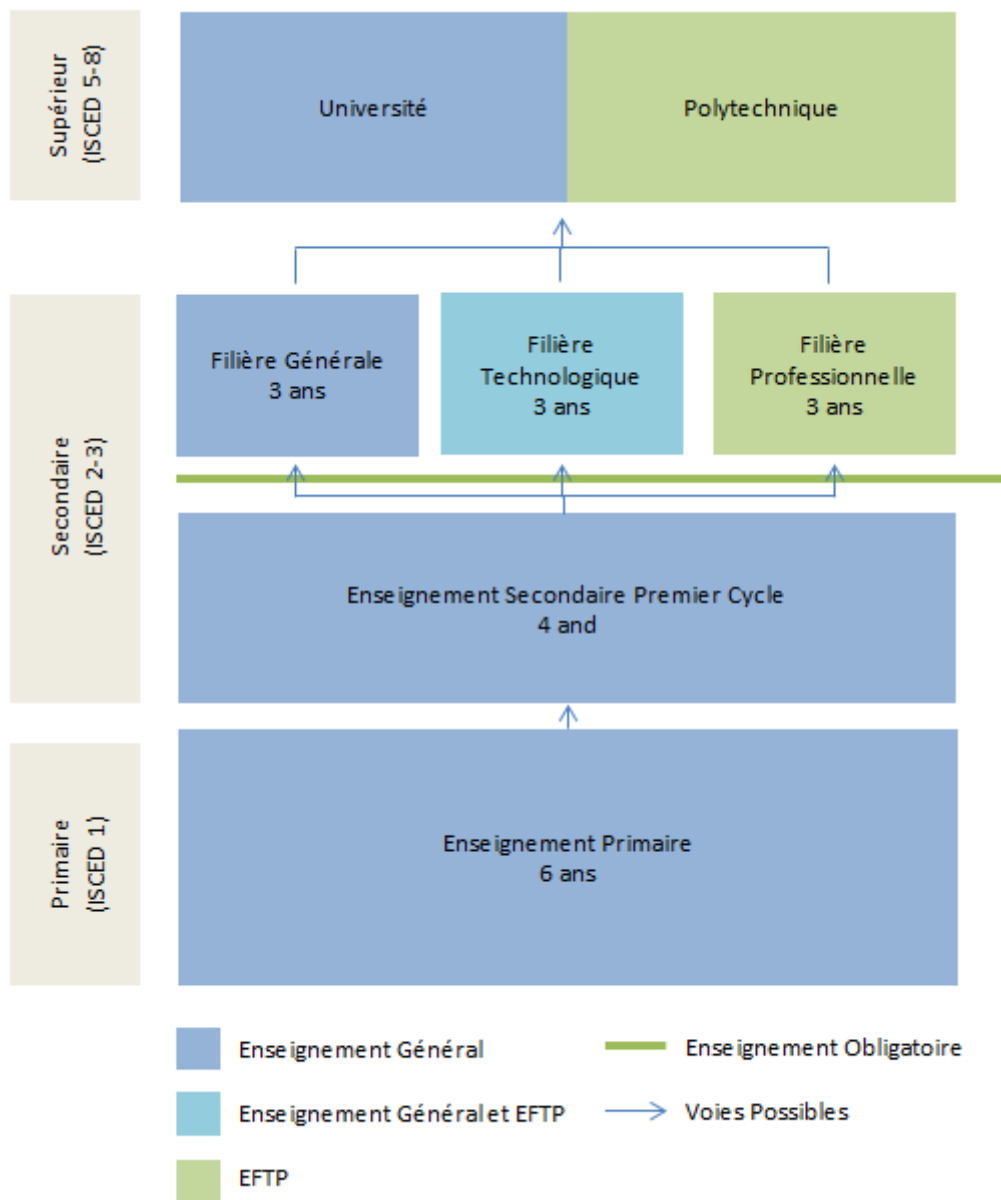 Supérieur
(ISCED 5-8)
Université
Polytechnique
Secondaire
(ISCED 2-3)
Filière Générale
3 ans
Filière
Technologique
3 ans
Filière
Professionnelle
3 ans
Enseignement Secondaire Premier Cycle
4 and
Primaire
(ISCED 1)
Enseignement Primaire
6 ans
Enseignement Général
Enseignement Obligatoire
Enseignement Général et EFTP
Voies Possibles
EFTP